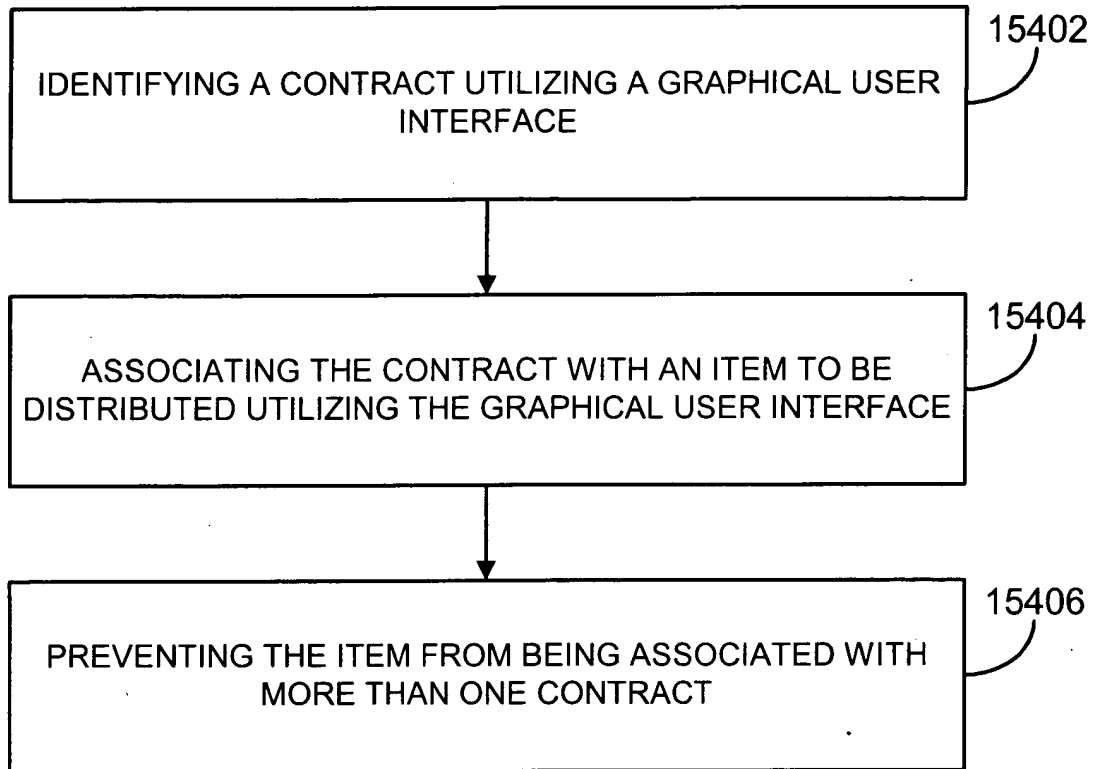 15402
IDENTIFYING A CONTRACT UTILIZING A GRAPHICAL USER
INTERFACE
15404
ASSOCIATING THE CONTRACT WITH AN ITEM TO BE
DISTRIBUTED UTILIZING THE GRAPHICAL USER INTERFACE
15406
PREVENTING THE ITEM FROM BEING ASSOCIATED WITH
MORE THAN ONE CONTRACT